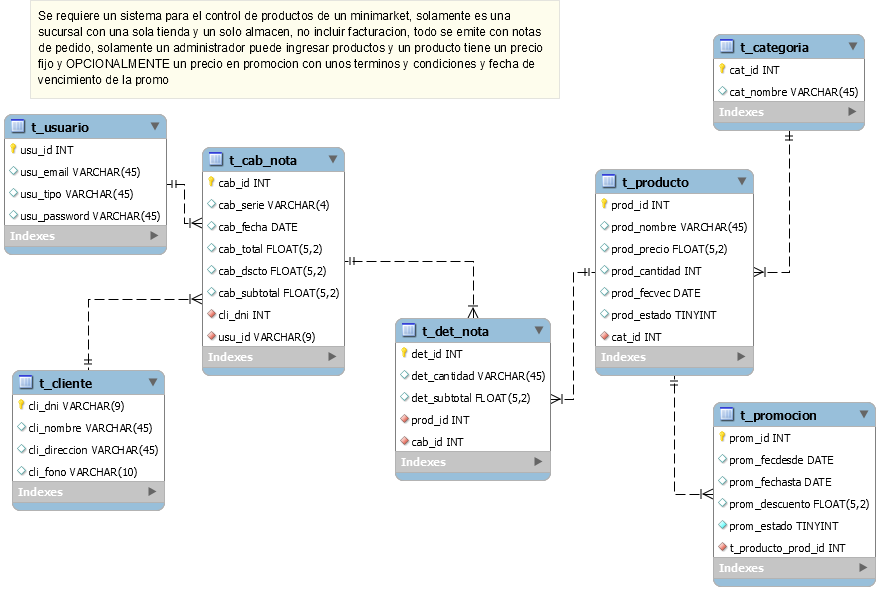 Se requiere un sistema para el control de productos de un minimarket, solamente es una
sucursal con una sola tienda y un solo almacen, no incluir facturacion, todo se emite con notas
de pedido, solamente un administrador puede ingresar productos y un producto tiene un precio
fijo y OPCIONALMENTE un precio en promocion con unos terminos y condiciones y fecha de
vencimiento de la promo
t_categoria
cat_id INT
cat_nombre VARCHAR(45)
Indexes
t_usuario
usu_id INT
usu_email VARCHAR(45)
usu_tipo VARCHAR(45)
usu_password VARCHAR(45)
Indexes
t_cab_nota
cab_id INT
cab_serie VARCHAR(4)
cab_fecha DATE
cab_total FLOAT(5,2)
cab_dscto FLOAT(5,2)
cab_subtotal FLOAT(5,2)
cli_dni INT
usu_id VARCHAR(9)
Indexes
t_producto
prod_id INT
prod_nombre VARCHAR(45)
prod_precio FLOAT(5,2)
prod_cantidad INT
prod_fecvec DATE
prod_estado TINYINT
cat_id INT
Indexes
t_det_nota
det_id INT
det_cantidad VARCHAR(45)
det_subtotal FLOAT(5,2)
prod_id INT
cab_id INT
Indexes
t_cliente
cli_dni VARCHAR(9)
cli_nombre VARCHAR(45)
cli_direccion VARCHAR(45)
cli_fono VARCHAR(10)
Indexes
t_promocion
prom_id INT
prom_fecdesde DATE
prom_fechasta DATE
prom_descuento FLOAT(5,2)
prom_estado TINYINT
t_producto_prod_id INT
Indexes